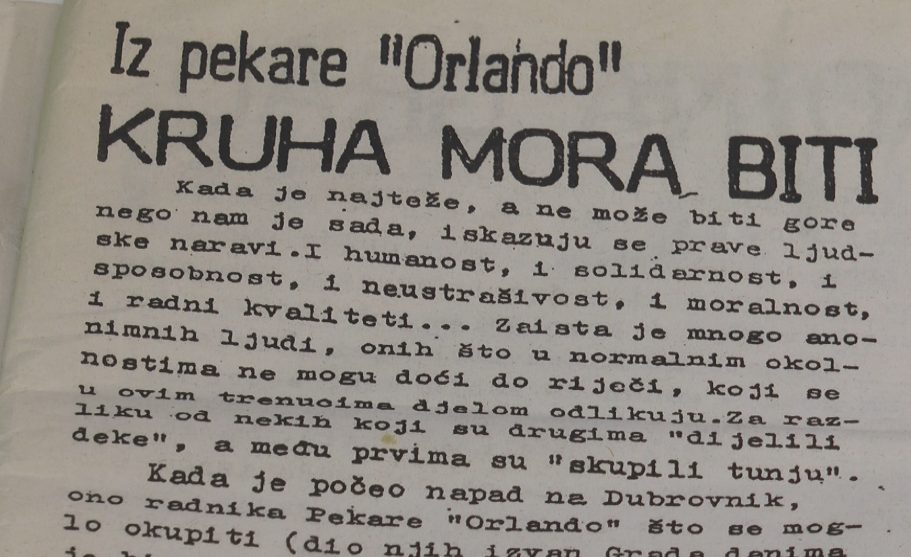 Iz pekare "Orlando"
KRUHA MORA BITI
Kada je najteže, a ne može biti gore
nego nam je sada, iskazuju se prave ljud-
ske naravi.I humanost, i solidarnost, i
sposobnost, i neustrašivost, i moralnost,
i radni kvaliteti... Zaista je mnogo ano-
nimnih ljudi, onih što u normalnim okol-
nostima ne mogu doći do riječi, koji se
u ovim trenucima djelom odlikuju.Za raz-
liku od nekih koji su drugima "dijelili
deke", a među prvima su "skupili tunju".
Kada je počeo napad na Dubrovnik,
ono radnika Pekare "Orlando" što se mog-
lo okupiti (dio njih izvan Grada danima